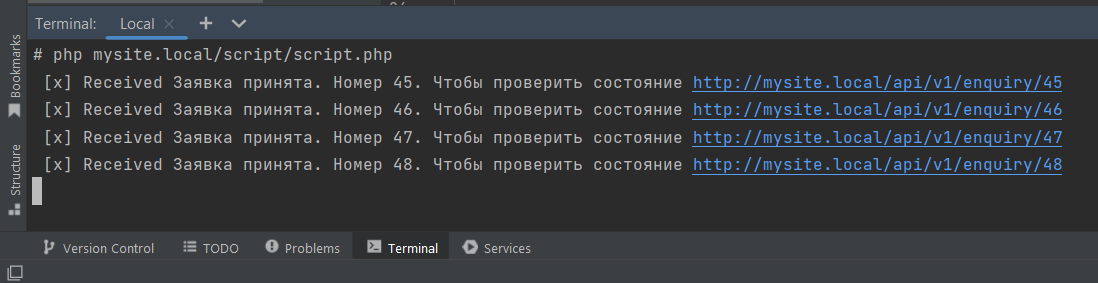 Terminal: Local
# php mysite.local/script/script.php
[x] Received Заявка принята. Номер 45. Чтобы проверить состояние http://mysite.local/api/v1/enquiry/45
[x] Received Заявка принята. Номер 46. Чтобы проверить состояние http://mysite.local/api/v1/enquiry/46
[x] Received Заявка принята. Номер 47. Чтобы проверить состояние http://mysite.local/api/v1/enquiry/47
[x] Received Заявка принята. Номер 48. Чтобы проверить состояние http://mysite.local/api/v1/enquiry/48
Bookmarks
Structure
Version Control TODO Problems Terminal Services